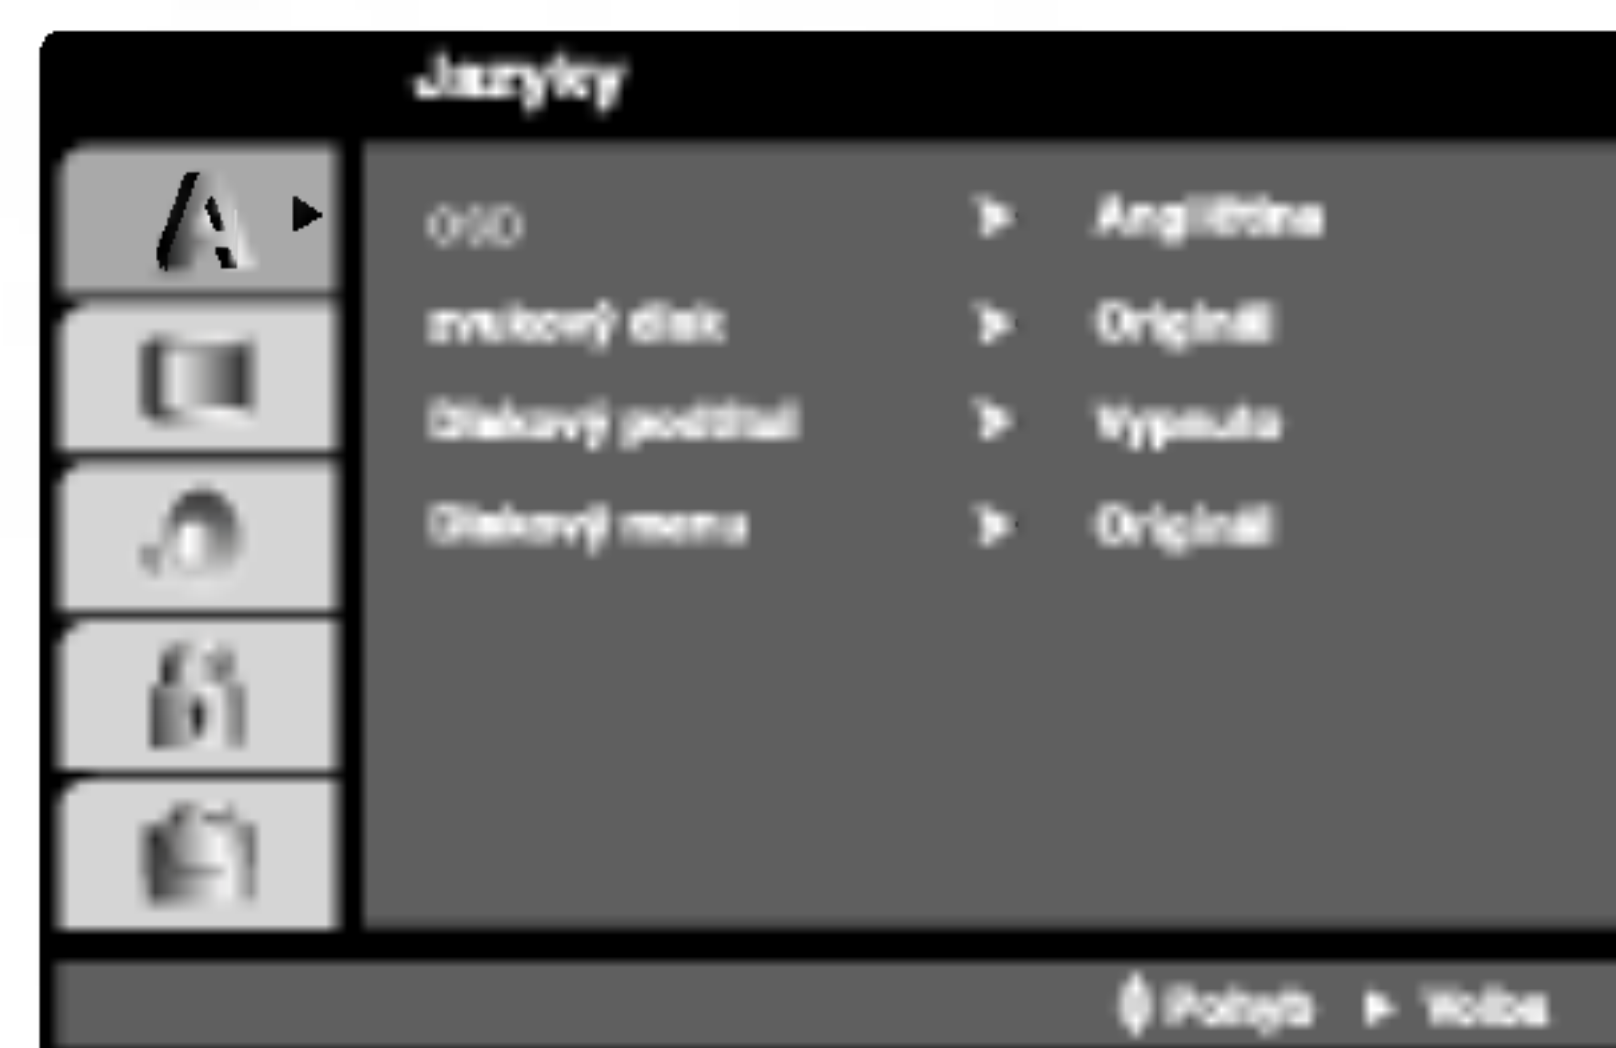 Jazyky
OSD ► Angličtina
zvukový disk ► Originál
Diskový podtitul ► Vypnuto
Diskový menu ► Originál
Pohyb ► Volba